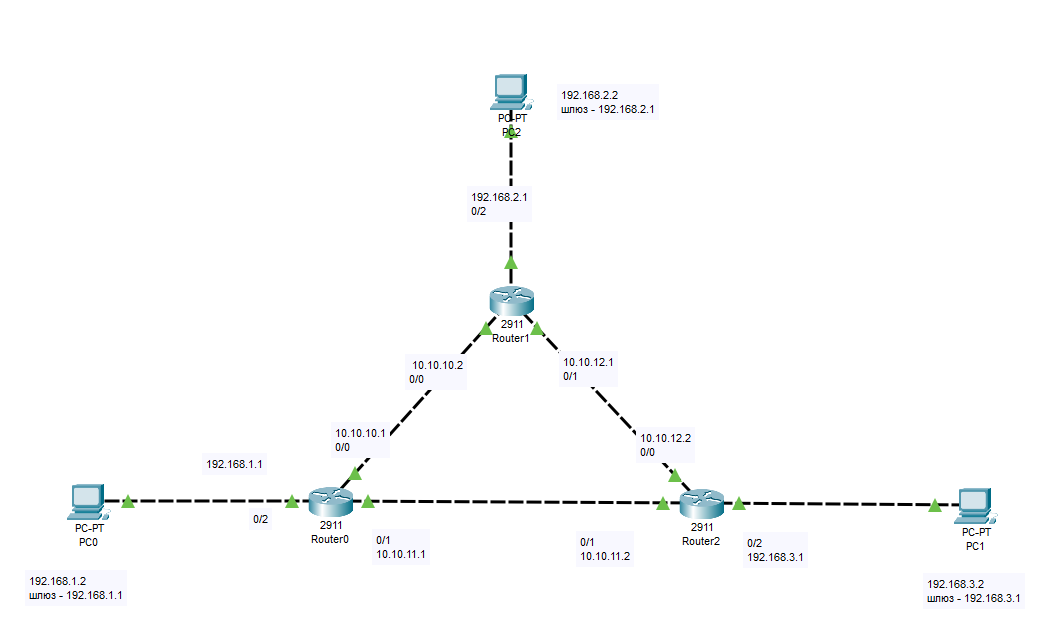 192.168.2.2
шлюз - 192.168.2.1
PC-PT
PC2
192.168.2.1
0/2
2911
Router1
10.10.10.2
0/0
10.10.12.1
0/1
10.10.10.1
0/0
10.10.12.2
0/0
192.168.1.1
0/2
PC-PT
PC0
2911
Router0
0/1
10.10.11.1
0/1
10.10.11.2
2911
Router2
0/2
192.168.3.1
PC-PT
PC1
192.168.1.2
шлюз - 192.168.1.1
192.168.3.2
шлюз - 192.168.3.1